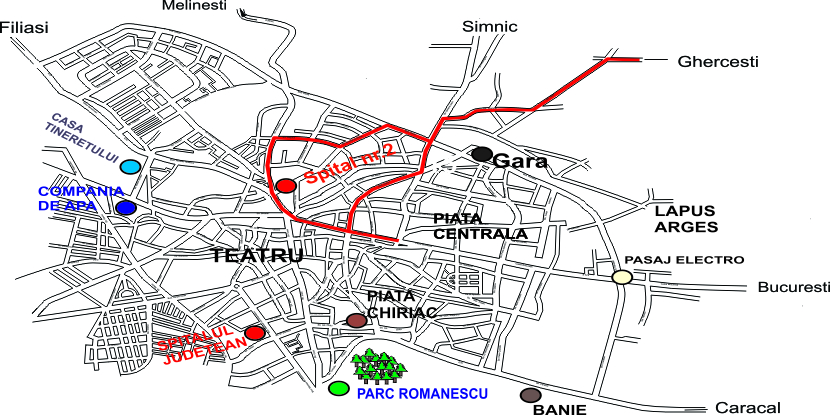 Melinesti
Filiasi
Simnic
Ghercesti
CASA
TINERETULUI
Spital nr.2
Gara
COMPANIA
DE APA
PIATA
CENTRALA
LAPUS
ARGES
TEATRU
PASAJ ELECTRO
Bucuresti
PIATA
CHIRIAC
SPITALUL
JUDETEAN
PARC ROMANESCU
BANIE
Caracal